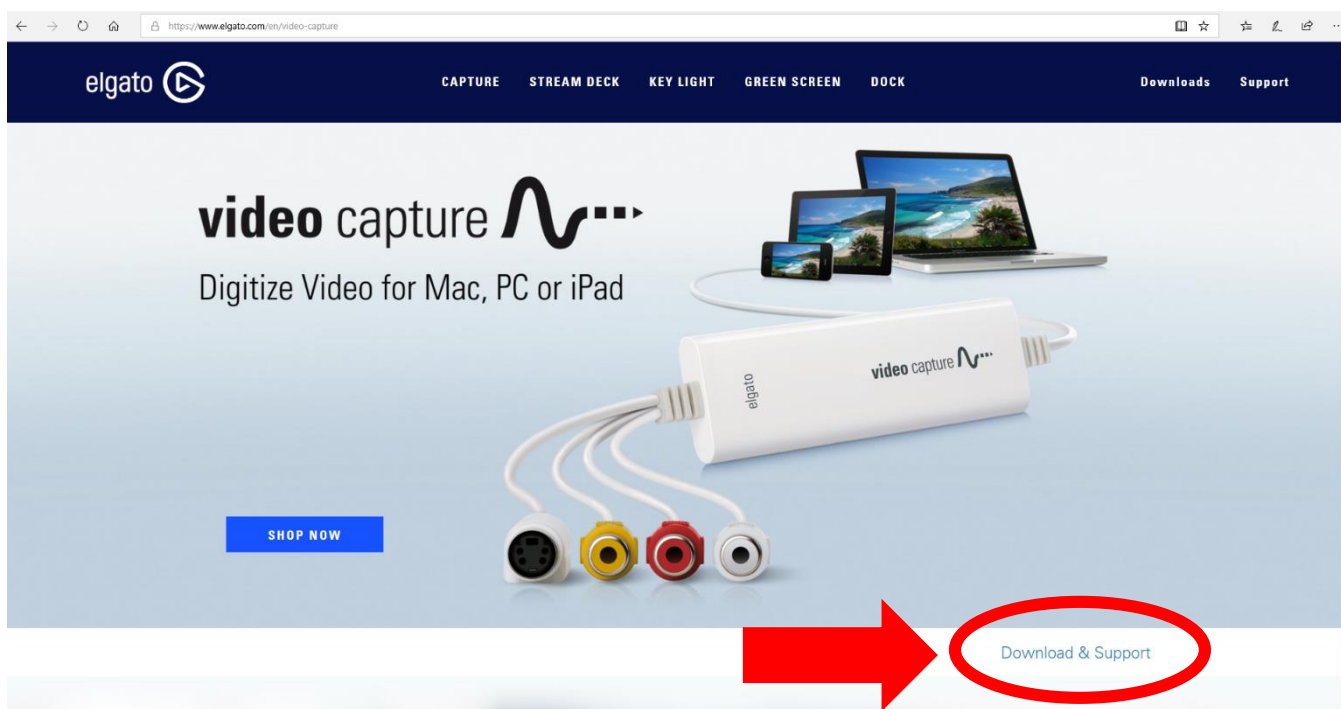 https://www.elgato.com/en/video-capture
elgato
CAPTURE STREAM DECK KEY LIGHT GREEN SCREEN DOCK Downloads Support
video capture
Digitize Video for Mac, PC or iPad
elgato
video capture
SHOP NOW
Download & Support